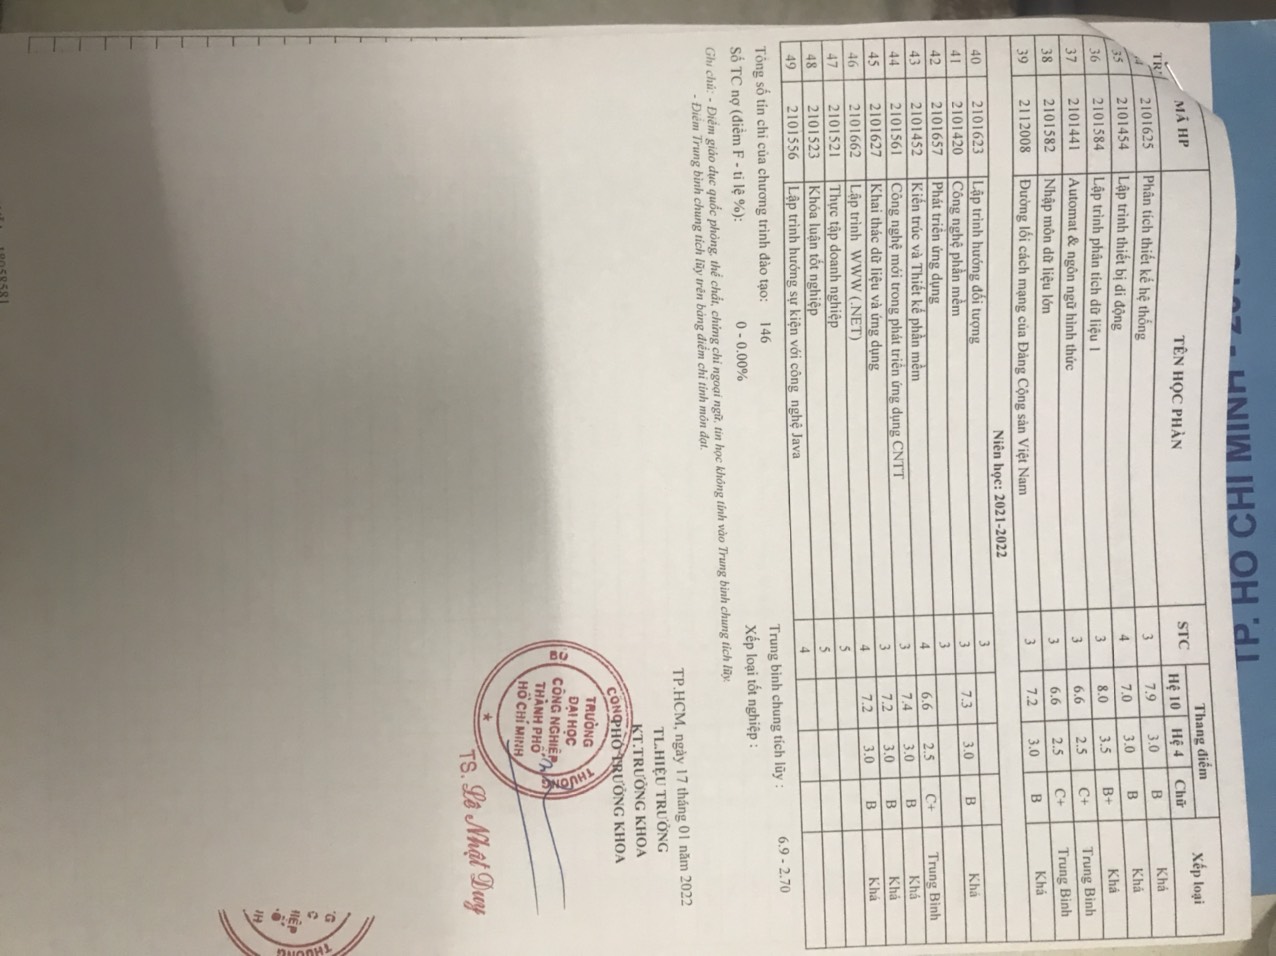 TP. HO CHI MINH
MÃ HP TÊN HỌC PHẦN STC Thang điểm Xếp loại
Hệ 10 Hệ 4 Chữ
2101625 Phân tích thiết kế hệ thống 3 7.9 3.0 B Khá
35 2101454 Lập trình thiết bị di động 4 7.0 3.0 B Khá
36 2101584 Lập trình phân tích dữ liệu 1 3 8.0 3.5 B+ Khá
37 2101441 Automat & ngôn ngữ hình thức 3 6.6 2.5 C+ Trung Bình
38 2101582 Nhập môn dữ liệu lớn 3 6.6 2.5 C+ Trung Bình
39 2112008 Đường lối cách mạng của Đảng Cộng sản Việt Nam 3 7.2 3.0 B Khá
Niên học: 2021-2022
40 2101623 Lập trình hướng đối tượng 3
41 2101420 Công nghệ phần mềm 3 7.3 3.0 B Khá
42 2101657 Phát triển ứng dụng 3
43 2101452 Kiến trúc và Thiết kế phần mềm 4 6.6 2.5 C+ Trung Bình
44 2101561 Công nghệ mới trong phát triển ứng dụng CNTT 3 7.4 3.0 B Khá
45 2101627 Khai thác dữ liệu và ứng dụng 3 7.2 3.0 B Khá
46 2101662 Lập trình WWW (.NET) 4 7.2 3.0 B Khá
47 2101521 Thực tập doanh nghiệp 5
48 2101523 Khóa luận tốt nghiệp 5
49 2101556 Lập trình hướng sự kiện với công nghệ Java 4
Tổng số tín chỉ của chương trình đào tạo: 146 Trung bình chung tích lũy : 6.9 - 2.70
Số TC nợ (điểm F - tỉ lệ %): 0 - 0.00% Xếp loại tốt nghiệp :
Ghi chú: - Điểm giáo dục quốc phòng, thể chất, chứng chỉ ngoại ngữ, tin học không tính vào Trung bình chung tích lũy.
- Điểm Trung bình chung tích lũy trên bảng điểm chỉ tính môn đạt.
TP.HCM, ngày 17 tháng 01 năm 2022
TL.HIỆU TRƯỞNG
KT.TRƯỞNG KHOA
PHÓ TRƯỞNG KHOA
TRƯỜNG
ĐẠI HỌC
CÔNG NGHIỆP
THÀNH PHỐ
HỒ CHÍ MINH
TS. Lê Nhật Duy